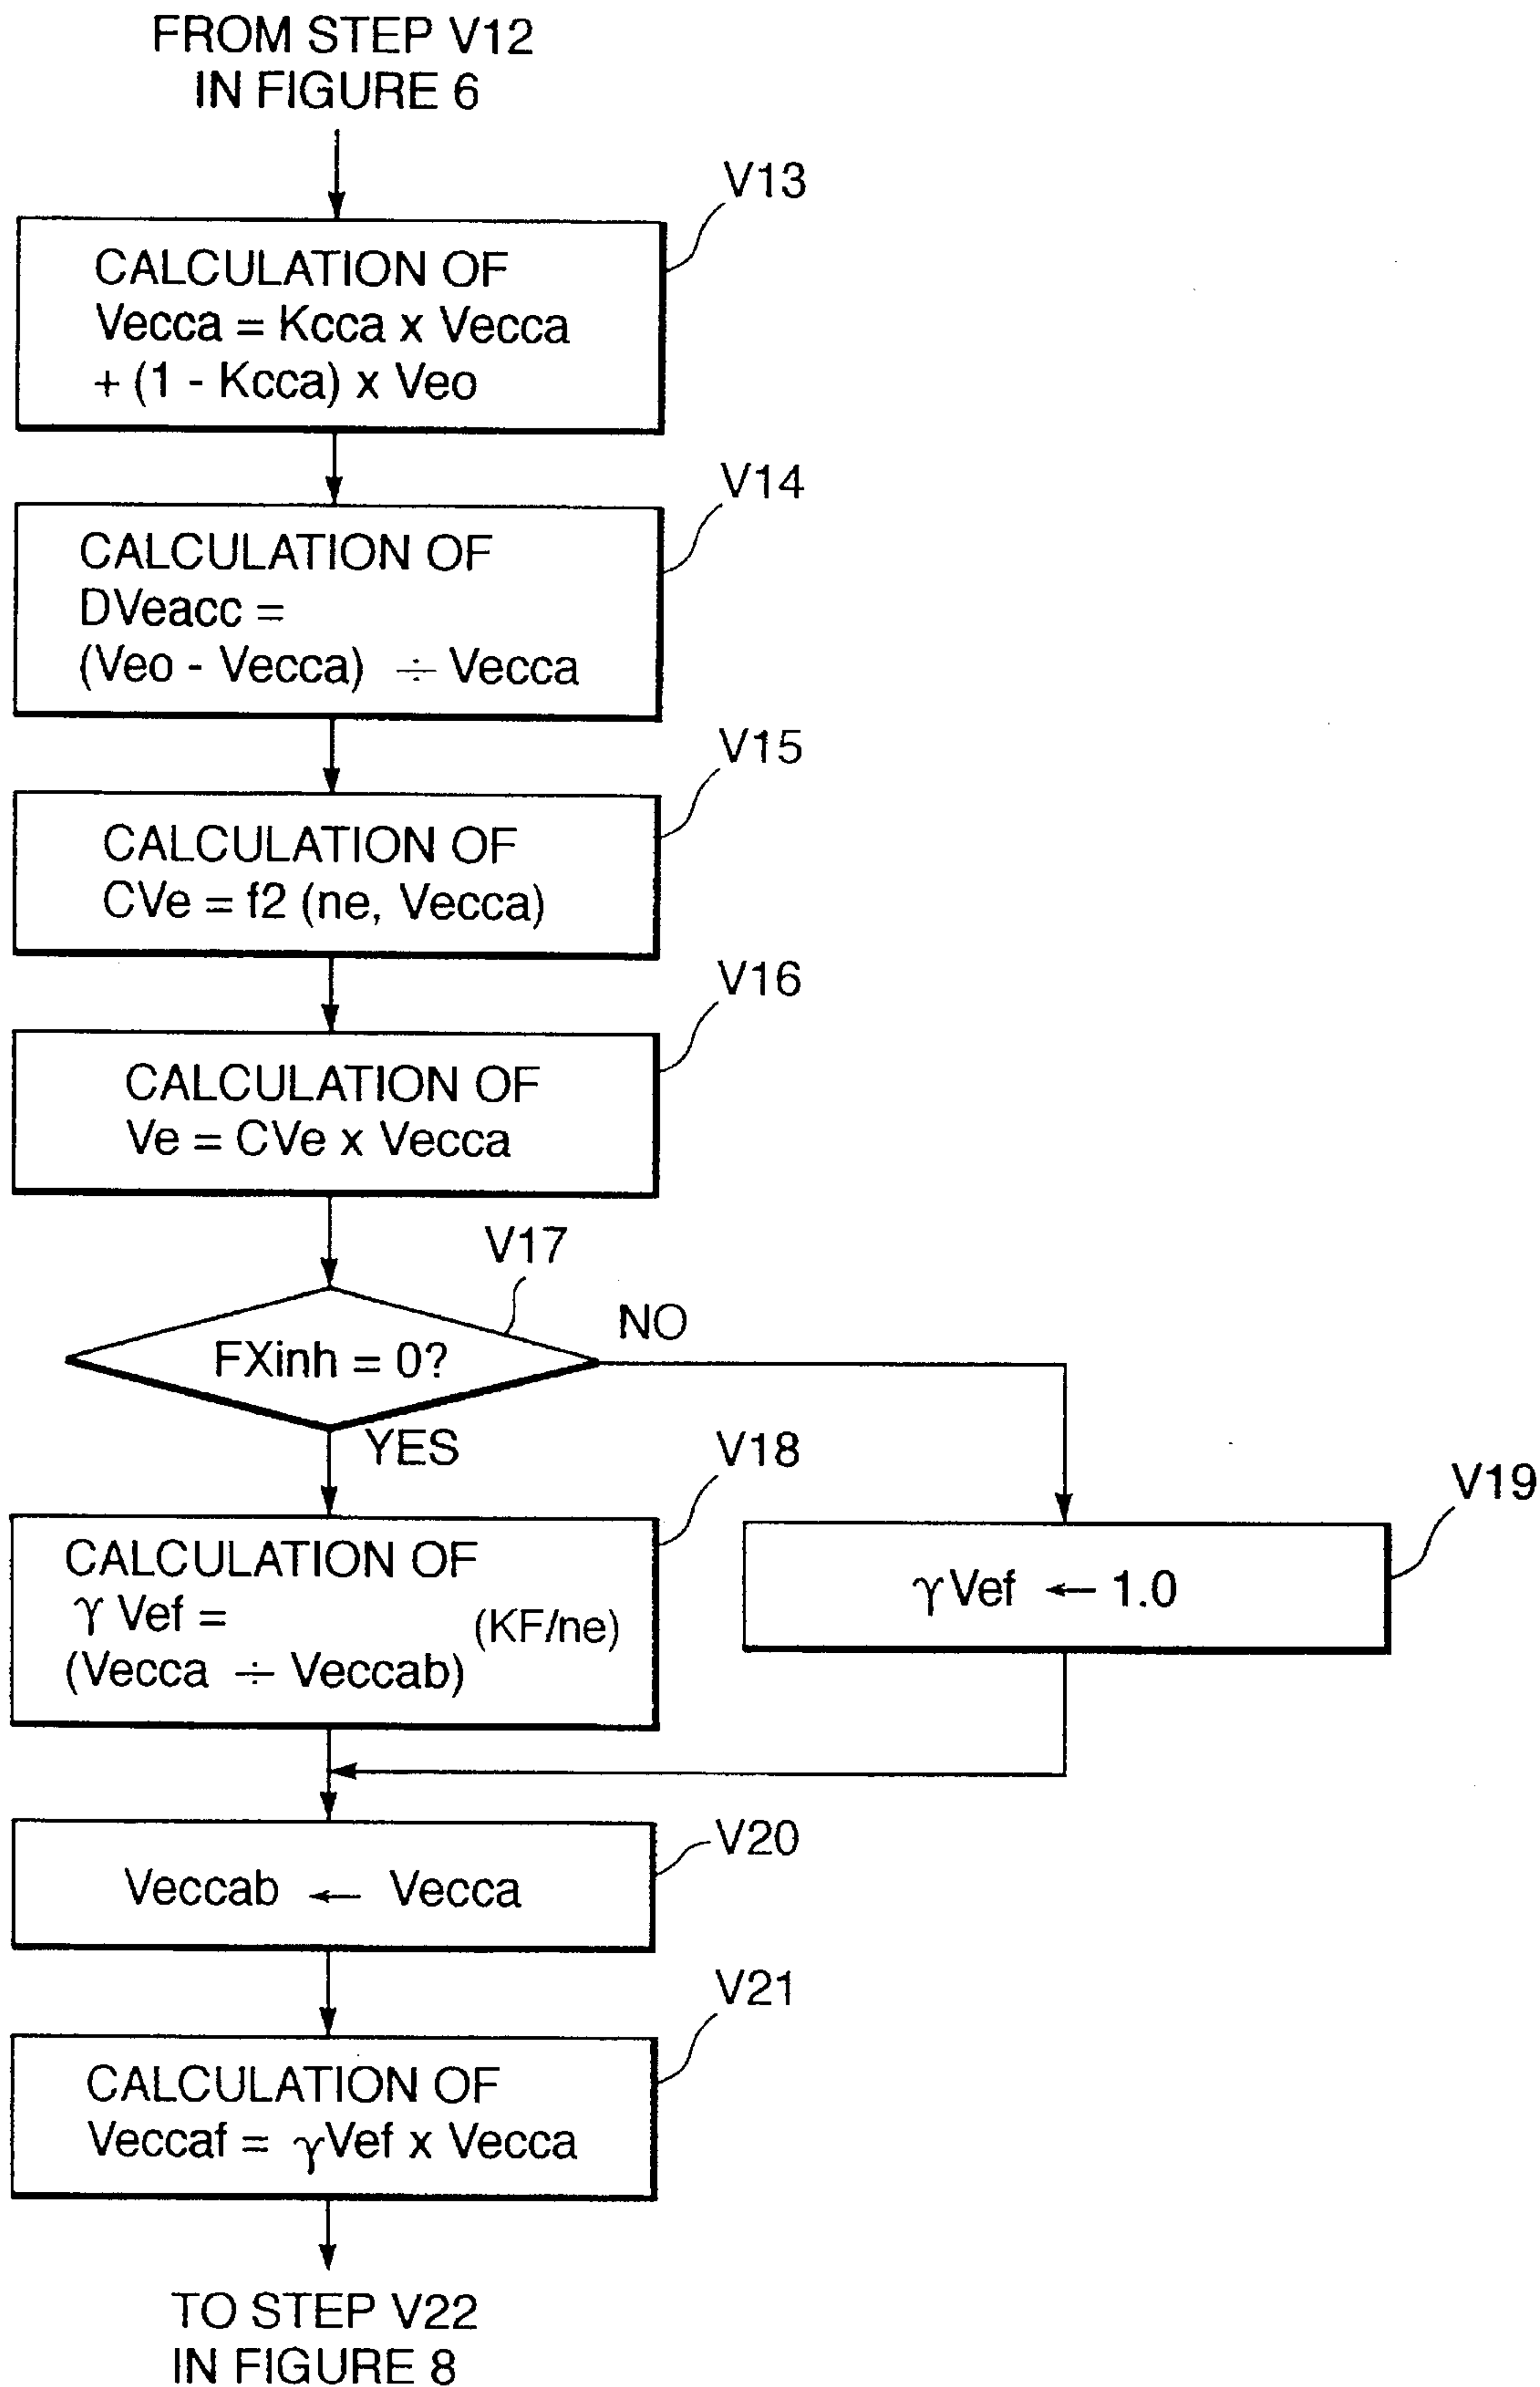 FROM STEP V12
IN FIGURE 6
V13
CALCULATION OF
Vecca = Kcca x Vecca
+ (1 - Kcca) x Veo
V14
CALCULATION OF
DVeacc =
(Veo - Vecca) ÷ Vecca
V15
CALCULATION OF
CVe = f2 (ne, Vecca)
V16
CALCULATION OF
Ve = CVe x Vecca
V17
FXinh = 0?
NO
YES
V18
CALCULATION OF
γ Vef =
(KF/ne)
(Vecca ÷ Veccab)
V19
γVef ← 1.0
V20
Veccab ← Vecca
V21
CALCULATION OF
Veccaf = γVef x Vecca
TO STEP V22
IN FIGURE 8